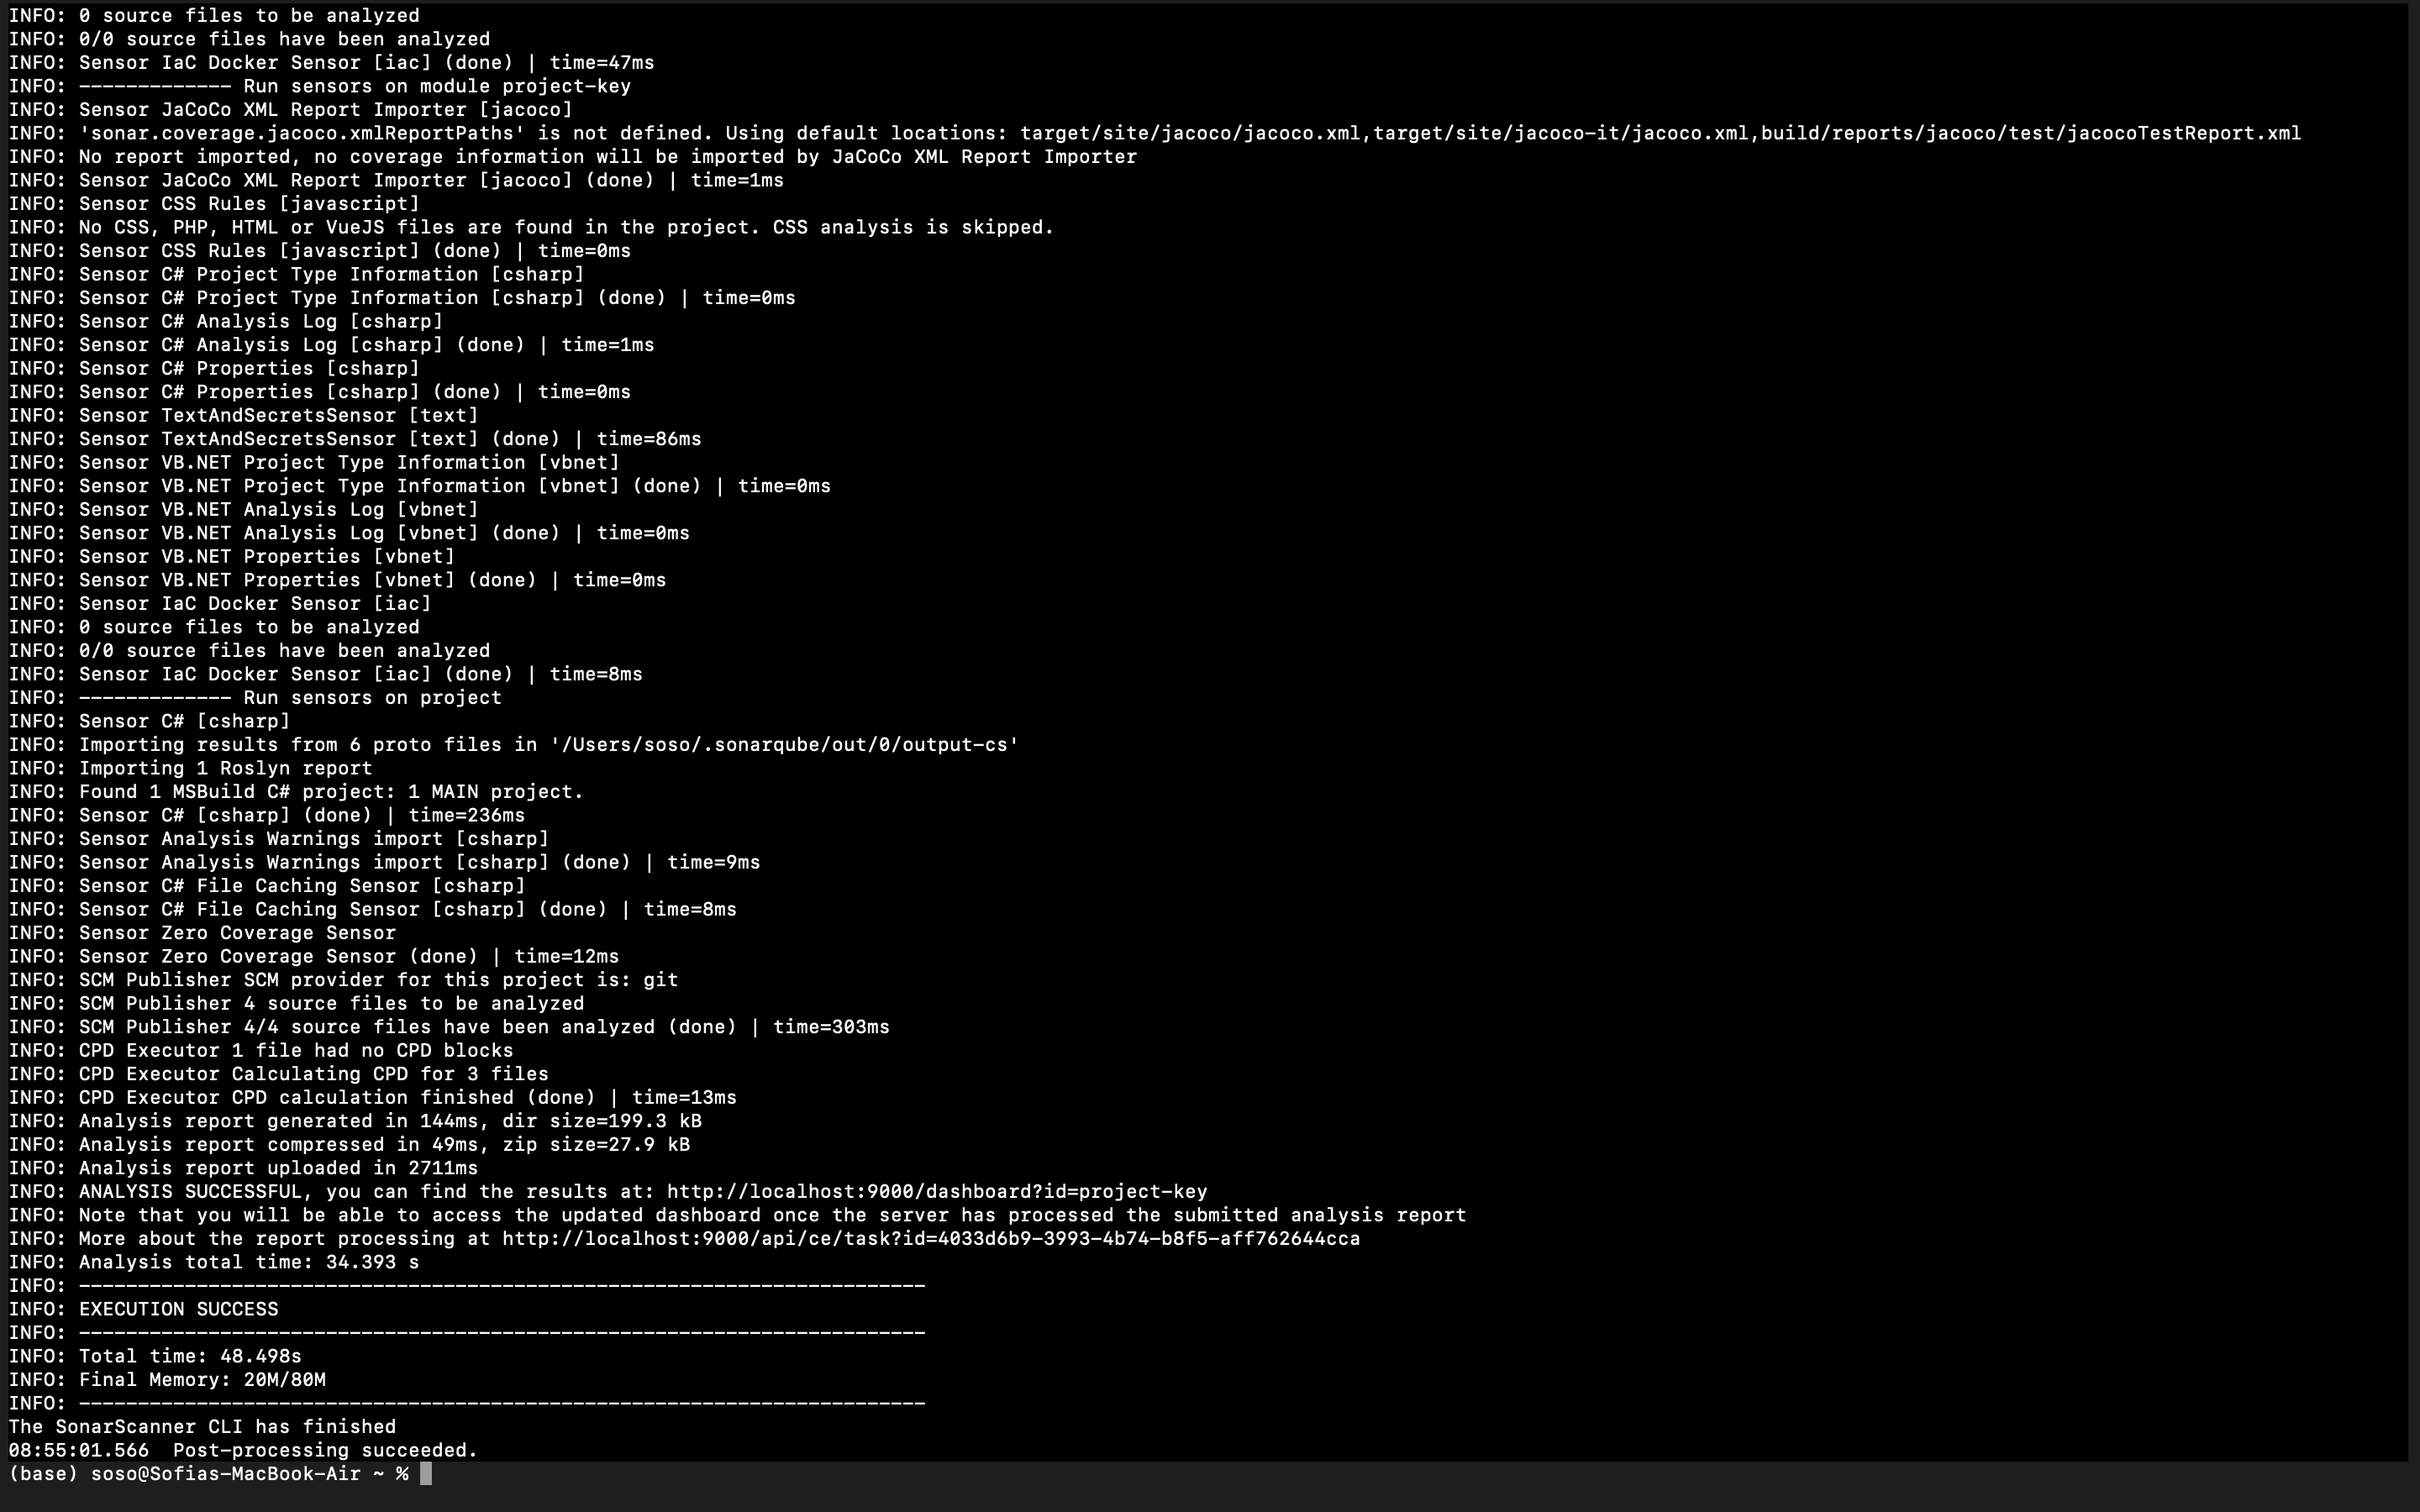 INFO: 0 source files to be analyzed
INFO: 0/0 source files have been analyzed
INFO: Sensor IaC Docker Sensor [iac] (done) | time=47ms
INFO: ------------- Run sensors on module project-key
INFO: Sensor JaCoCo XML Report Importer [jacoco]
INFO: 'sonar.coverage.jacoco.xmlReportPaths' is not defined. Using default locations: target/site/jacoco/jacoco.xml,target/site/jacoco-it/jacoco.xml,build/reports/jacoco/test/jacocoTestReport.xml
INFO: No report imported, no coverage information will be imported by JaCoCo XML Report Importer
INFO: Sensor JaCoCo XML Report Importer [jacoco] (done) | time=1ms
INFO: Sensor CSS Rules [javascript]
INFO: No CSS, PHP, HTML or VueJS files are found in the project. CSS analysis is skipped.
INFO: Sensor CSS Rules [javascript] (done) | time=0ms
INFO: Sensor C# Project Type Information [csharp]
INFO: Sensor C# Project Type Information [csharp] (done) | time=0ms
INFO: Sensor C# Analysis Log [csharp]
INFO: Sensor C# Analysis Log [csharp] (done) | time=1ms
INFO: Sensor C# Properties [csharp]
INFO: Sensor C# Properties [csharp] (done) | time=0ms
INFO: Sensor TextAndSecretsSensor [text]
INFO: Sensor TextAndSecretsSensor [text] (done) | time=86ms
INFO: Sensor VB.NET Project Type Information [vbnet]
INFO: Sensor VB.NET Project Type Information [vbnet] (done) | time=0ms
INFO: Sensor VB.NET Analysis Log [vbnet]
INFO: Sensor VB.NET Analysis Log [vbnet] (done) | time=0ms
INFO: Sensor VB.NET Properties [vbnet]
INFO: Sensor VB.NET Properties [vbnet] (done) | time=0ms
INFO: Sensor IaC Docker Sensor [iac]
INFO: 0 source files to be analyzed
INFO: 0/0 source files have been analyzed
INFO: Sensor IaC Docker Sensor [iac] (done) | time=8ms
INFO: ------------- Run sensors on project
INFO: Sensor C# [csharp]
INFO: Importing results from 6 proto files in '/Users/soso/.sonarqube/out/0/output-cs'
INFO: Importing 1 Roslyn report
INFO: Found 1 MSBuild C# project: 1 MAIN project.
INFO: Sensor C# [csharp] (done) | time=236ms
INFO: Sensor Analysis Warnings import [csharp]
INFO: Sensor Analysis Warnings import [csharp] (done) | time=9ms
INFO: Sensor C# File Caching Sensor [csharp]
INFO: Sensor C# File Caching Sensor [csharp] (done) | time=8ms
INFO: Sensor Zero Coverage Sensor
INFO: Sensor Zero Coverage Sensor (done) | time=12ms
INFO: SCM Publisher SCM provider for this project is: git
INFO: SCM Publisher 4 source files to be analyzed
INFO: SCM Publisher 4/4 source files have been analyzed (done) | time=303ms
INFO: CPD Executor 1 file had no CPD blocks
INFO: CPD Executor Calculating CPD for 3 files
INFO: CPD Executor CPD calculation finished (done) | time=13ms
INFO: Analysis report generated in 144ms, dir size=199.3 kB
INFO: Analysis report compressed in 49ms, zip size=27.9 kB
INFO: Analysis report uploaded in 2711ms
INFO: ANALYSIS SUCCESSFUL, you can find the results at: http://localhost:9000/dashboard?id=project-key
INFO: Note that you will be able to access the updated dashboard once the server has processed the submitted analysis report
INFO: More about the report processing at http://localhost:9000/api/ce/task?id=4033d6b9-3993-4b74-b8f5-aff762644cca
INFO: Analysis total time: 34.393 s
INFO: ------------------------------------------------------------------------
INFO: EXECUTION SUCCESS
INFO: ------------------------------------------------------------------------
INFO: Total time: 48.498s
INFO: Final Memory: 20M/80M
INFO: ------------------------------------------------------------------------
The SonarScanner CLI has finished
08:55:01.566  Post-processing succeeded.
(base) soso@Sofias-MacBook-Air ~ %